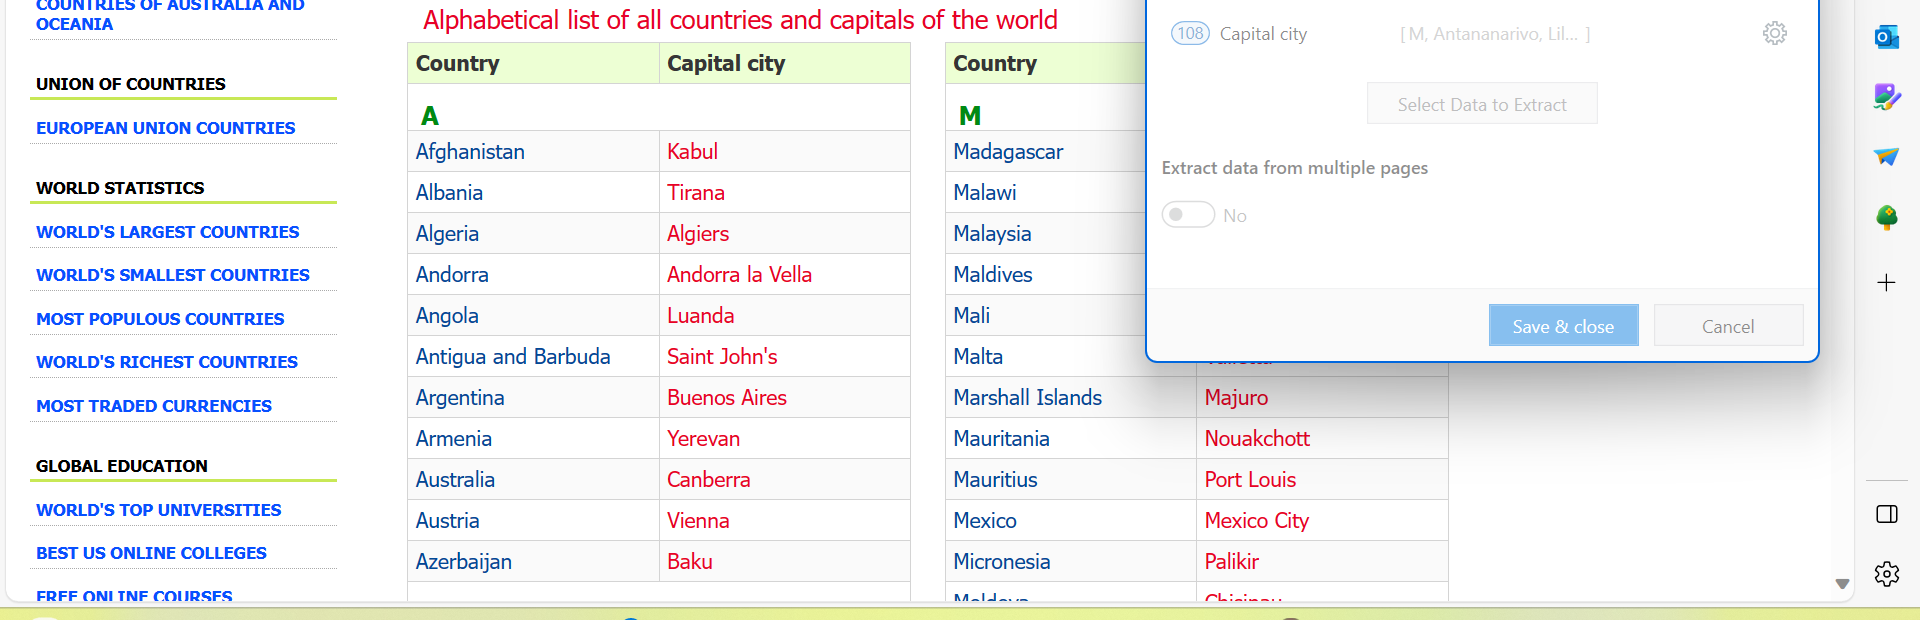 COUNTRIES OF AUSTRALIA AND
OCEANIA
UNION OF COUNTRIES
EUROPEAN UNION COUNTRIES
WORLD STATISTICS
WORLD'S LARGEST COUNTRIES
WORLD'S SMALLEST COUNTRIES
MOST POPULOUS COUNTRIES
WORLD'S RICHEST COUNTRIES
MOST TRADED CURRENCIES
GLOBAL EDUCATION
WORLD'S TOP UNIVERSITIES
BEST US ONLINE COLLEGES
FREE ONLINE COURSES
Alphabetical list of all countries and capitals of the world
Country Capital city
A
Afghanistan Kabul
Albania Tirana
Algeria Algiers
Andorra Andorra la Vella
Angola Luanda
Antigua and Barbuda Saint John's
Argentina Buenos Aires
Armenia Yerevan
Australia Canberra
Austria Vienna
Azerbaijan Baku
Country
M
Madagascar
Malawi
Malaysia
Maldives
Mali
Malta
Marshall Islands Majuro
Mauritania Nouakchott
Mauritius Port Louis
Mexico Mexico City
Micronesia Palikir
Moldova Chisinau
108 Capital city [ M, Antananarivo, Lil... ]
Select Data to Extract
Extract data from multiple pages
No
Save & close Cancel